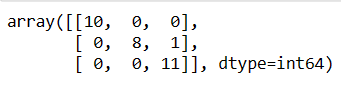 array([[10,  0,  0],
       [ 0,  8,  1],
       [ 0,  0, 11]], dtype=int64)